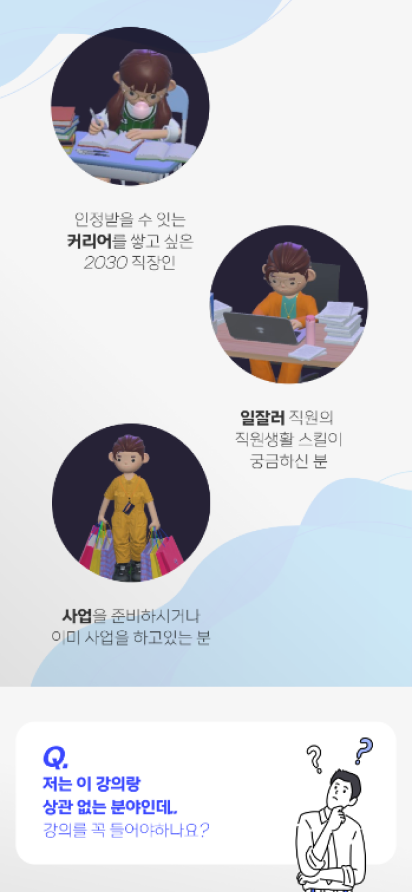 인정받을 수 잇는
커리어를 쌓고 싶은
2030 직장인
일잘러 직원의
직원생활 스킬이
궁금하신 분
사업을 준비하시거나
이미 사업을 하고있는 분
Q.
저는 이 강의랑
상관 없는 분야인데..
강의를 꼭 들어야하나요?
? ?